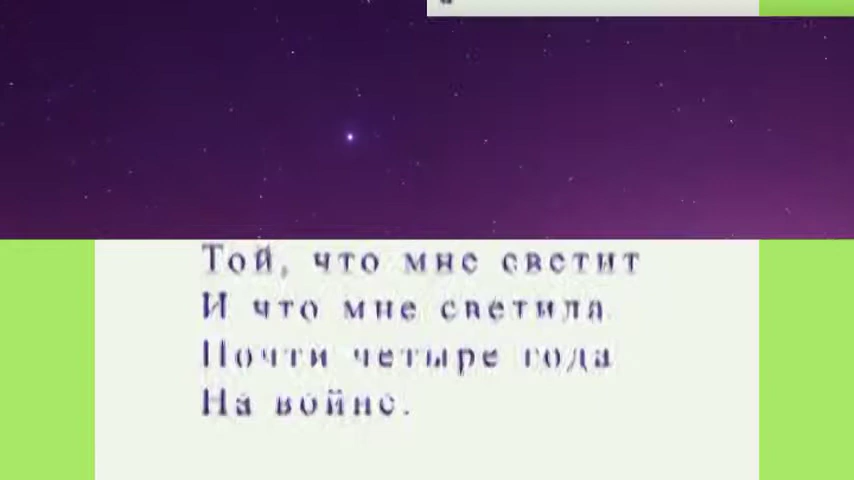 Той, что мне светит
И что мне светила
Почти четыре года
На войне.